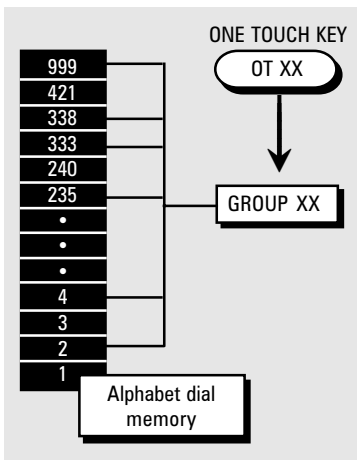 ONE TOUCH KEY
OT XX
999
421
338
333
240
235
GROUP XX
•
•
•
4
3
2
1
Alphabet dial
memory